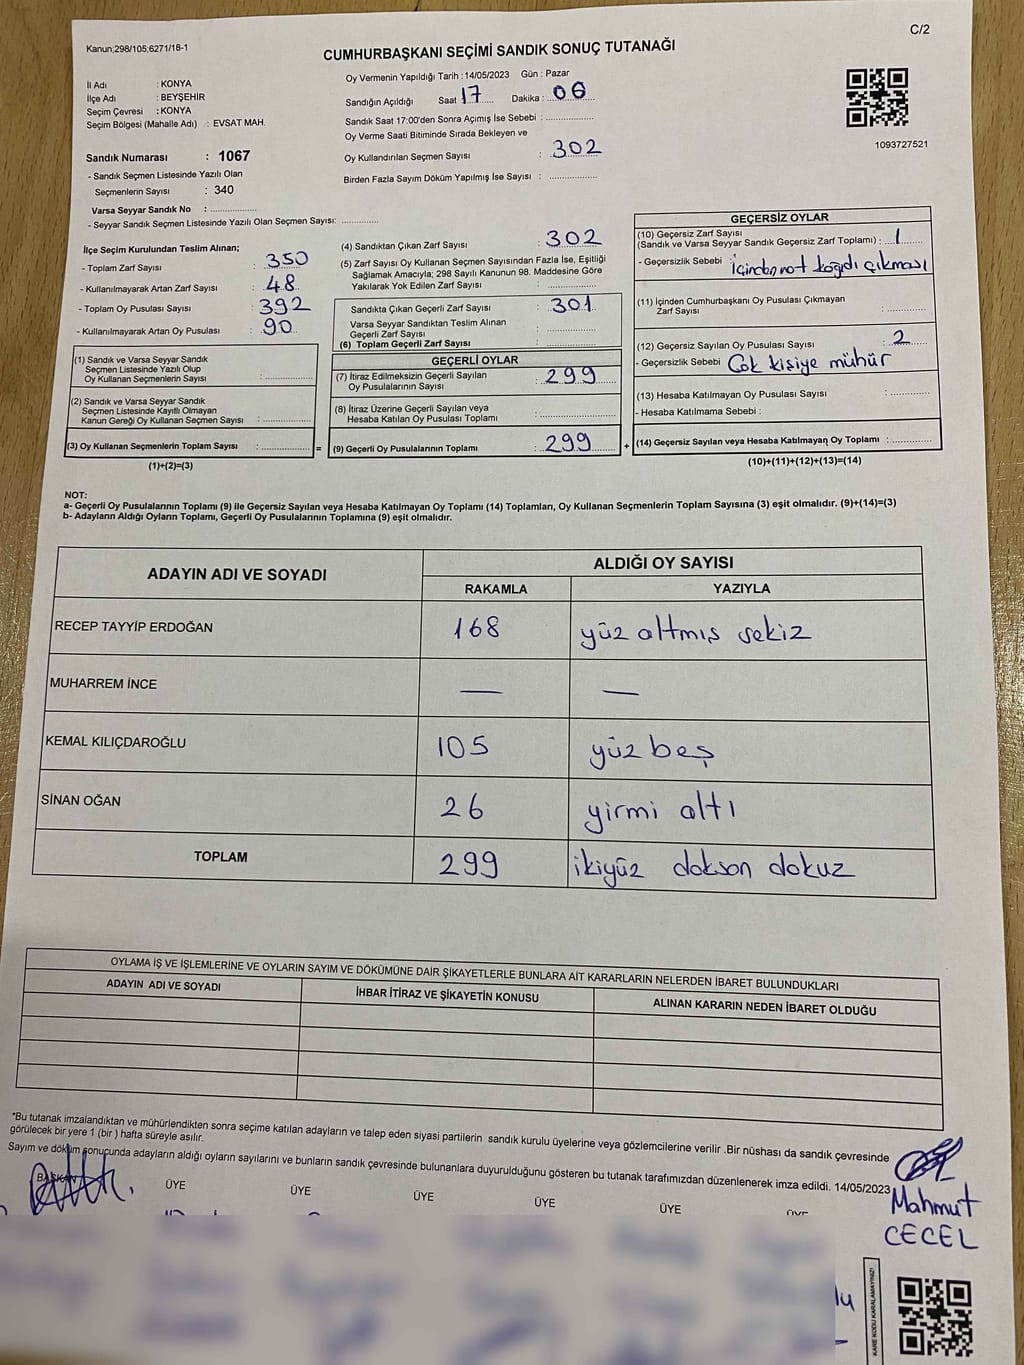 C/2
Kanun;298/105,6271/18-1
CUMHURBAŞKANI SEÇİMİ SANDIK SONUÇ TUTANAĞI
İl Adı : KONYA
İlçe Adı : BEYŞEHİR
Seçim Çevresi : KONYA
Seçim Bölgesi (Mahalle Adı) : EVSAT MAH.
Sandık Numarası : 1067
- Sandık Seçmen Listesinde Yazılı Olan
Seçmenlerin Sayısı : 340
Varsa Seyyar Sandık No : ..............
- Seyyar Sandık Seçmen Listesinde Yazılı Olan Seçmen Sayısı: ............
Oy Vermenin Yapıldığı Tarih : 14/05/2023 Gün : Pazar
Sandığın Açıldığı Saat 17 Dakika : 06
Sandık Saat 17:00'den Sonra Açımış İse Sebebi : ..............
Oy Verme Saati Bitiminde Sırada Bekleyen ve
Oy Kullandırılan Seçmen Sayısı : 302
Birden Fazla Sayım Döküm Yapılmış İse Sayısı : ..............
1093727521
İlçe Seçim Kurulundan Teslim Alınan;
- Toplam Zarf Sayısı : 350
- Kullanılmayarak Artan Zarf Sayısı : 48
- Toplam Oy Pusulası Sayısı : 392
- Kullanılmayarak Artan Oy Pusulası : 90
(1) Sandık ve Varsa Seyyar Sandık
Seçmen Listesinde Yazılı Olup
Oy Kullanan Seçmenlerin Sayısı : ..............
(2) Sandık ve Varsa Seyyar Sandık
Seçmen Listesinde Kayıtlı Olmayan
Kanun Gereği Oy Kullanan Seçmen Sayısı : ..............
(3) Oy Kullanan Seçmenlerin Toplam Sayısı : .............. =
(1)+(2)=(3)
(4) Sandıktan Çıkan Zarf Sayısı : 302
(5) Zarf Sayısı Oy Kullanan Seçmen Sayısından Fazla İse, Eşitliği
Sağlamak Amacıyla; 298 Sayılı Kanunun 98. Maddesine Göre
Yakılarak Yok Edilen Zarf Sayısı : ..............
Sandıkta Çıkan Geçerli Zarf Sayısı : 301
Varsa Seyyar Sandıktan Teslim Alınan
Geçerli Zarf Sayısı : ..............
(6) Toplam Geçerli Zarf Sayısı : ..............
GEÇERLİ OYLAR
(7) İtiraz Edilmeksizin Geçerli Sayılan
Oy Pusulalarının Sayısı : 299
(8) İtiraz Üzerine Geçerli Sayılan veya
Hesaba Katılan Oy Pusulası Toplamı : ..............
(9) Geçerli Oy Pusulalarının Toplamı : 299 +
GEÇERSİZ OYLAR
(10) Geçersiz Zarf Sayısı
(Sandık ve Varsa Seyyar Sandık Geçersiz Zarf Toplamı) : 1
- Geçersizlik Sebebi İçinden not kağıdı çıkması
(11) İçinden Cumhurbaşkanı Oy Pusulası Çıkmayan
Zarf Sayısı : ..............
(12) Geçersiz Sayılan Oy Pusulası Sayısı : 2
- Geçersizlik Sebebi Çok kişiye mühür
(13) Hesaba Katılmayan Oy Pusulası Sayısı : ..............
- Hesaba Katılmama Sebebi :
(14) Geçersiz Sayılan veya Hesaba Katılmayan Oy Toplamı : ..............
(10)+(11)+(12)+(13)=(14)
NOT:
a- Geçerli Oy Pusulalarının Toplamı (9) ile Geçersiz Sayılan veya Hesaba Katılmayan Oy Toplamı (14) Toplamları, Oy Kullanan Seçmenlerin Toplam Sayısına (3) eşit olmalıdır. (9)+(14)=(3)
b- Adayların Aldığı Oyların Toplamı, Geçerli Oy Pusulalarının Toplamına (9) eşit olmalıdır.
ADAYIN ADI VE SOYADI ALDIĞI OY SAYISI
RAKAMLA YAZIYLA
RECEP TAYYİP ERDOĞAN 168 yüz altmış sekiz
MUHARREM İNCE — —
KEMAL KILIÇDAROĞLU 105 yüz beş
SİNAN OĞAN 26 yirmi altı
TOPLAM 299 ikiyüz dokson dokuz
OYLAMA İŞ VE İŞLEMLERİNE VE OYLARIN SAYIM VE DÖKÜMÜNE DAİR ŞİKAYETLERLE BUNLARA AİT KARARLARIN NELERDEN İBARET BULUNDUKLARI
ADAYIN ADI VE SOYADI İHBAR İTİRAZ VE ŞİKAYETİN KONUSU ALINAN KARARIN NEDEN İBARET OLDUĞU
*Bu tutanak imzalandıktan ve mühürlendikten sonra seçime katılan adayların ve talep eden siyasi partilerin sandık kurulu üyelerine veya gözlemcilerine verilir .Bir nüshası da sandık çevresinde
görülecek bir yere 1 (bir ) hafta süreyle asılır.
Sayım ve döküm sonucunda adayların aldığı oyların sayılarını ve bunların sandık çevresinde bulunanlara duyurulduğunu gösteren bu tutanak tarafımızdan düzenlenerek imza edildi. 14/05/2023
BAŞKAN ÜYE ÜYE ÜYE ÜYE ÜYE ÜYE
Mahmut
CECEL
KARE KODU KARALAMAYINIZ!